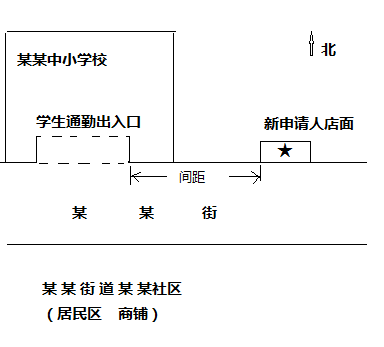 北
某某中小学校
学生通勤出入口
新申请人店面
间距
某 某 街
某某街道某某社区
（居民区 商铺）